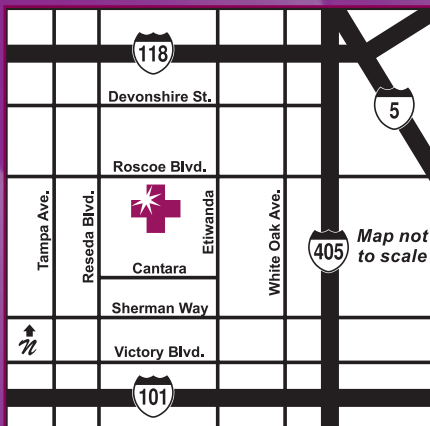 118
Devonshire St.
5
Roscoe Blvd.
Tampa Ave.
Reseda Blvd.
Etiwanda
White Oak Ave.
405
Map not
to scale
Cantara
Sherman Way
N
Victory Blvd.
101